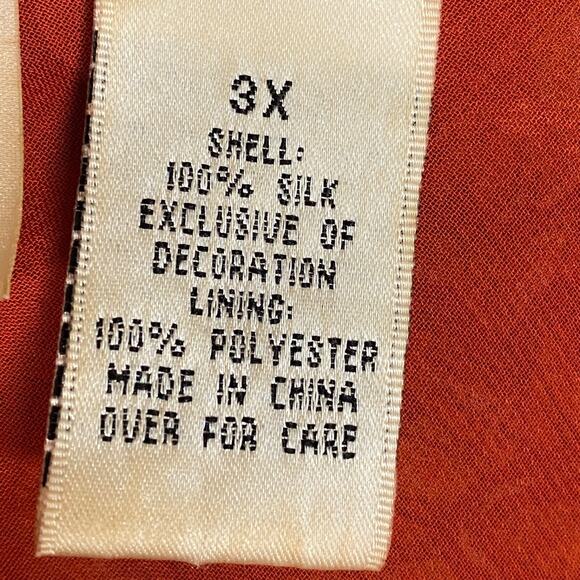 3X
SHELL:
100% SILK
EXCLUSIVE OF
DECORATION
LINING:
100% POLYESTER
MADE IN CHINA
OVER FOR CARE